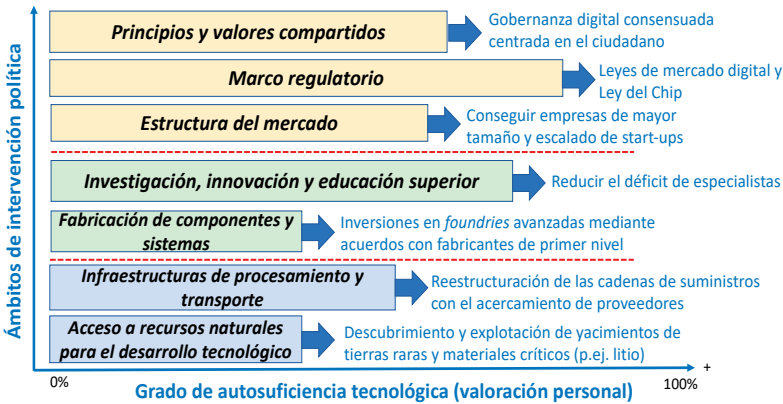 Ámbitos de intervención política
Principios y valores compartidos
Gobernanza digital consensuada
centrada en el ciudadano
Marco regulatorio
Leyes de mercado digital y
Ley del Chip
Estructura del mercado
Conseguir empresas de mayor
tamaño y escalado de start-ups
Investigación, innovación y educación superior
Reducir el déficit de especialistas
Fabricación de componentes y
sistemas
Inversiones en foundries avanzadas mediante
acuerdos con fabricantes de primer nivel
Infraestructuras de procesamiento y
transporte
Reestructuración de las cadenas de suministros
con el acercamiento de proveedores
Acceso a recursos naturales
para el desarrollo tecnológico
Descubrimiento y explotación de yacimientos de
tierras raras y materiales críticos (p.ej. litio)
+
0%
100%
Grado de autosuficiencia tecnológica (valoración personal)